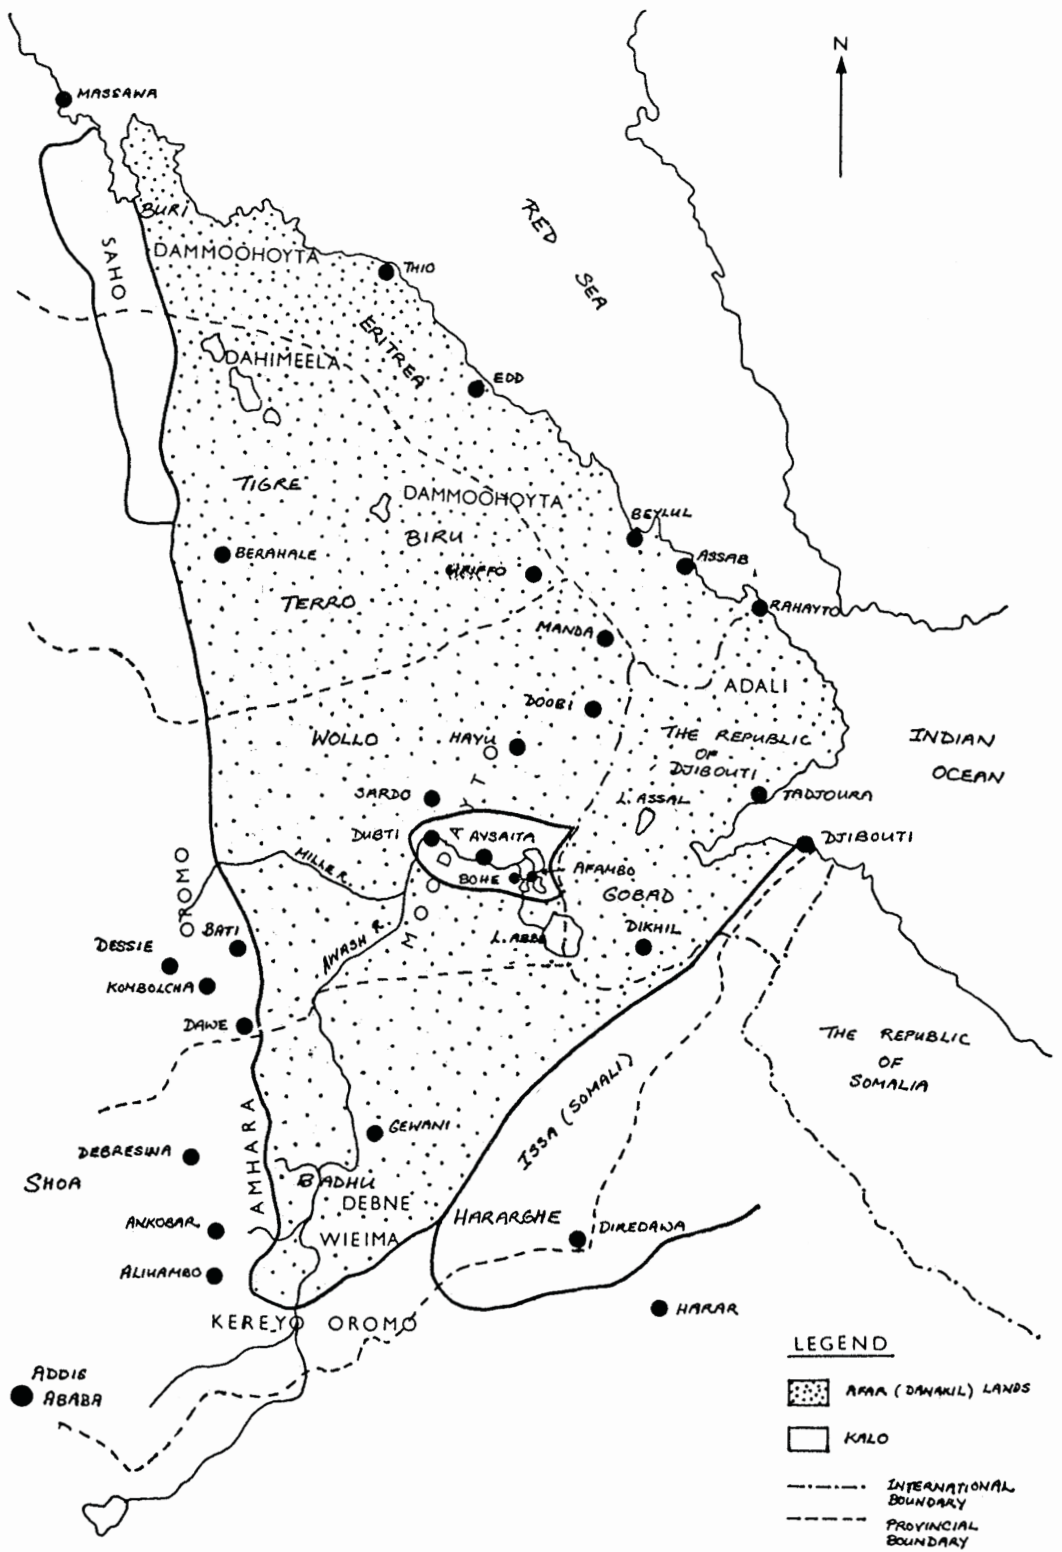 N
MASSAWA
RED
SEA
BURI
SAHO
DAMMOOHOYTA
THIO
ERITREA
DAHIMEELA
EDD
TIGRE
DAMMOOHOYTA
BEYLUL
BIRU
BERAHALE
ASSAB
TERRO
RAHAYTO
MANDA
ADALI
DOOBI
WOLLO
HAYU
THE REPUBLIC
OF
DJIBOUTI
INDIAN
OCEAN
SARDO
L. ASSAL
TADJOURA
DUBTI
AYSAITA
DJIBOUTI
MODAYTO
MILLE R.
BOHE
AFAMBO
OROMO
GOBAD
BATI
AWASH R.
L. ABBE
DIKHIL
DESSIE
KOMBOLCHA
DAWE
THE REPUBLIC
OF
SOMALIA
ISSA (SOMALI)
AMHARA
GEWANI
DEBRESINA
SHOA
BADHU
DEBNE
WIEIMA
HARARGHE
ANKOBAR
DIREDAWA
ALIHAMBO
HARAR
KEREYO OROMO
ADDIS
ABABA
LEGEND
AFAR (DANAKIL) LANDS
KALO
INTERNATIONAL
BOUNDARY
PROVINCIAL
BOUNDARY